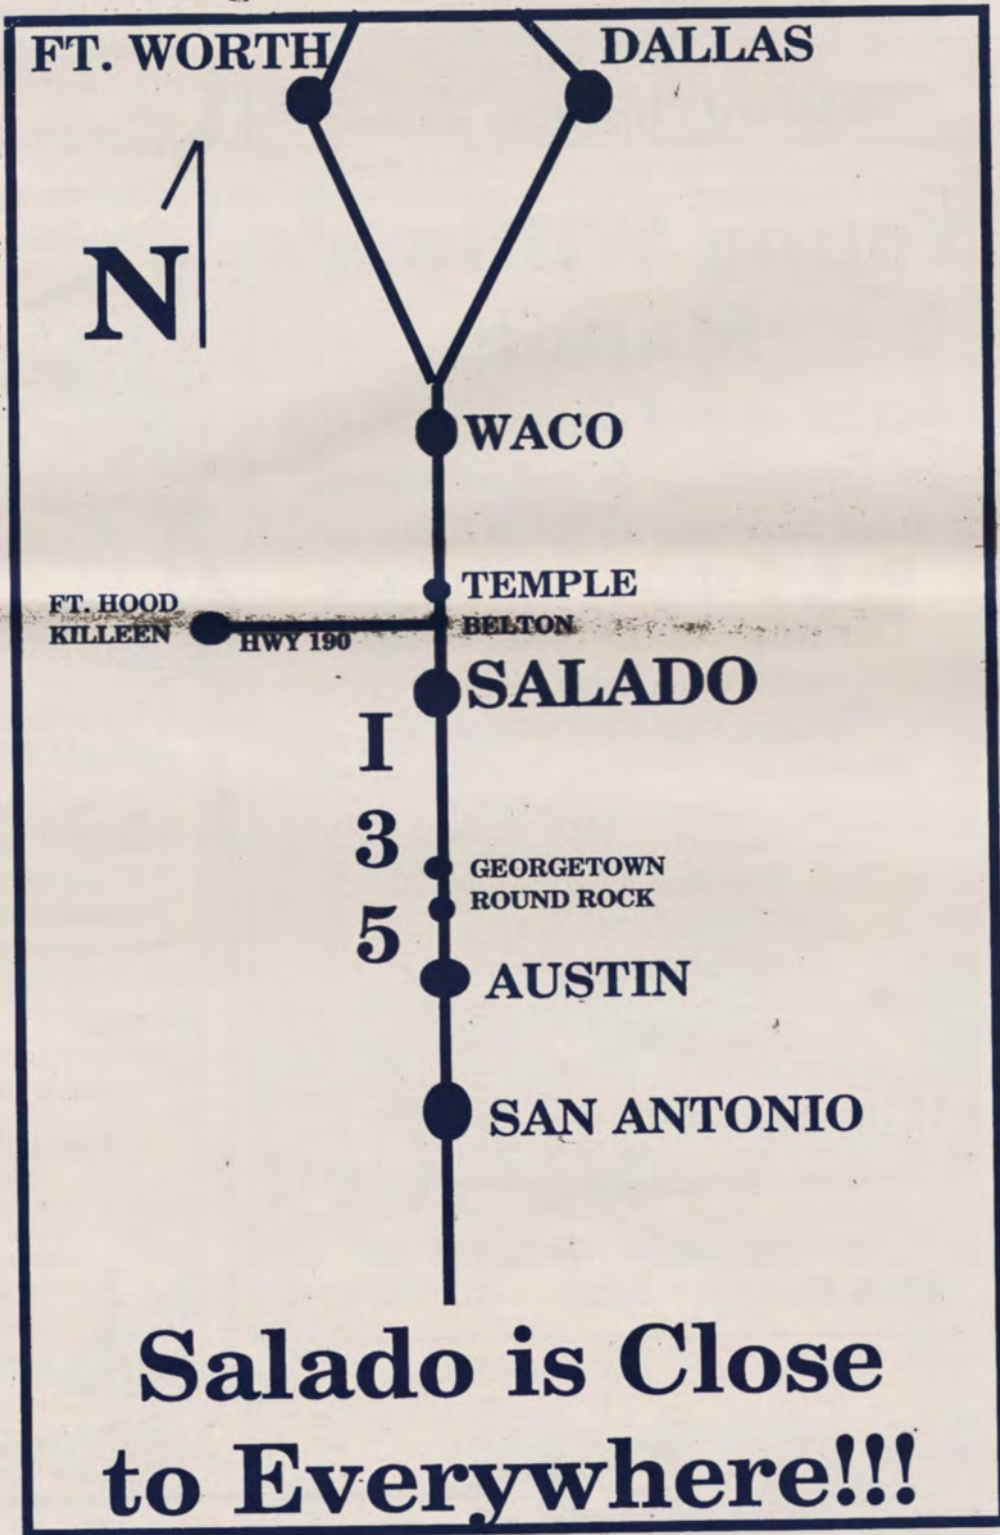 FT. WORTH
DALLAS
N
WACO
TEMPLE
FT. HOOD
KILLEEN
HWY 190
BELTON
SALADO
I
3
5
GEORGETOWN
ROUND ROCK
AUSTIN
SAN ANTONIO
Salado is Close
to Everywhere!!!